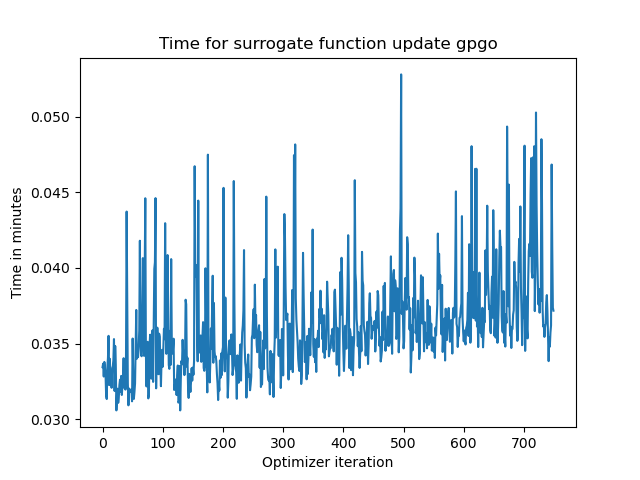 Time for surrogate function update gpgo
0.050
0.045
0.040
0.035
0.030
Time in minutes
0 100 200 300 400 500 600 700
Optimizer iteration